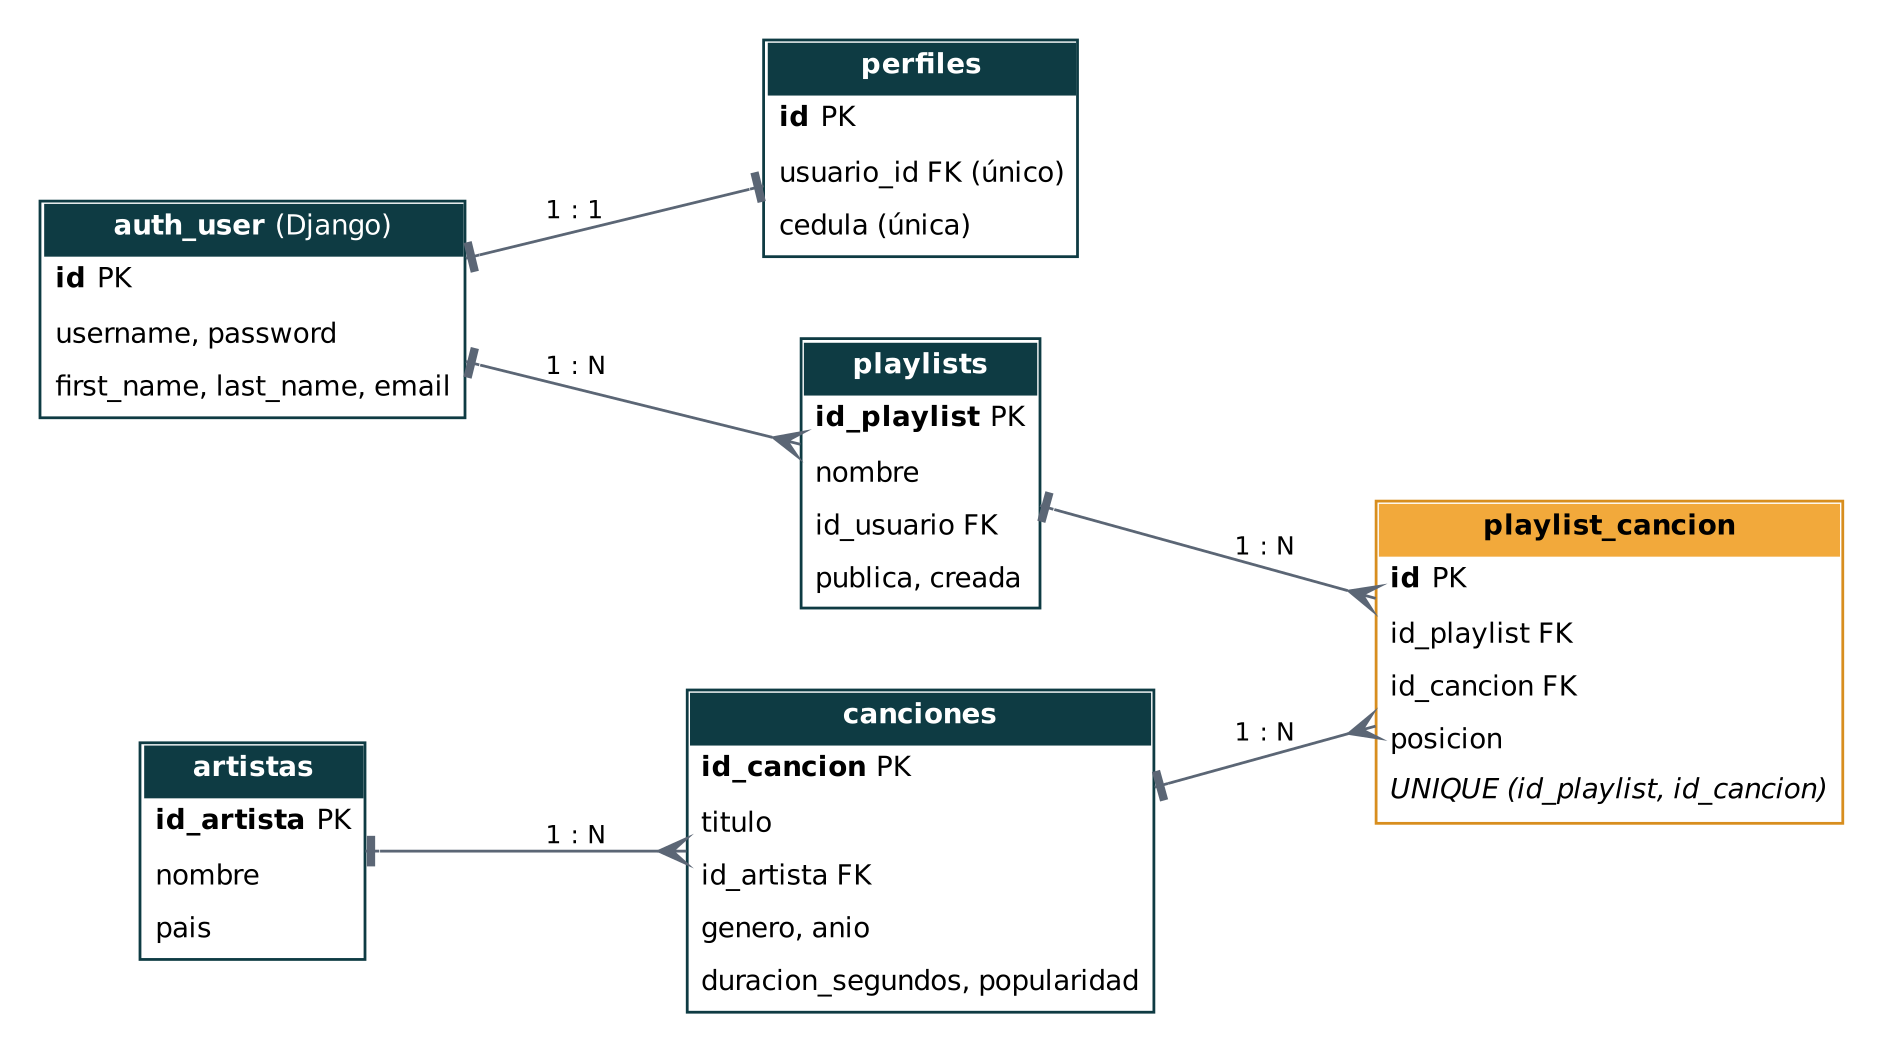 perfiles
id PK
usuario_id FK (único)
cedula (única)
1 : 1
auth_user (Django)
id PK
username, password
first_name, last_name, email
1 : N
playlists
id_playlist PK
nombre
id_usuario FK
publica, creada
1 : N
playlist_cancion
id PK
id_playlist FK
id_cancion FK
posicion
UNIQUE (id_playlist, id_cancion)
1 : N
canciones
id_cancion PK
titulo
id_artista FK
genero, anio
duracion_segundos, popularidad
artistas
id_artista PK
nombre
pais
1 : N